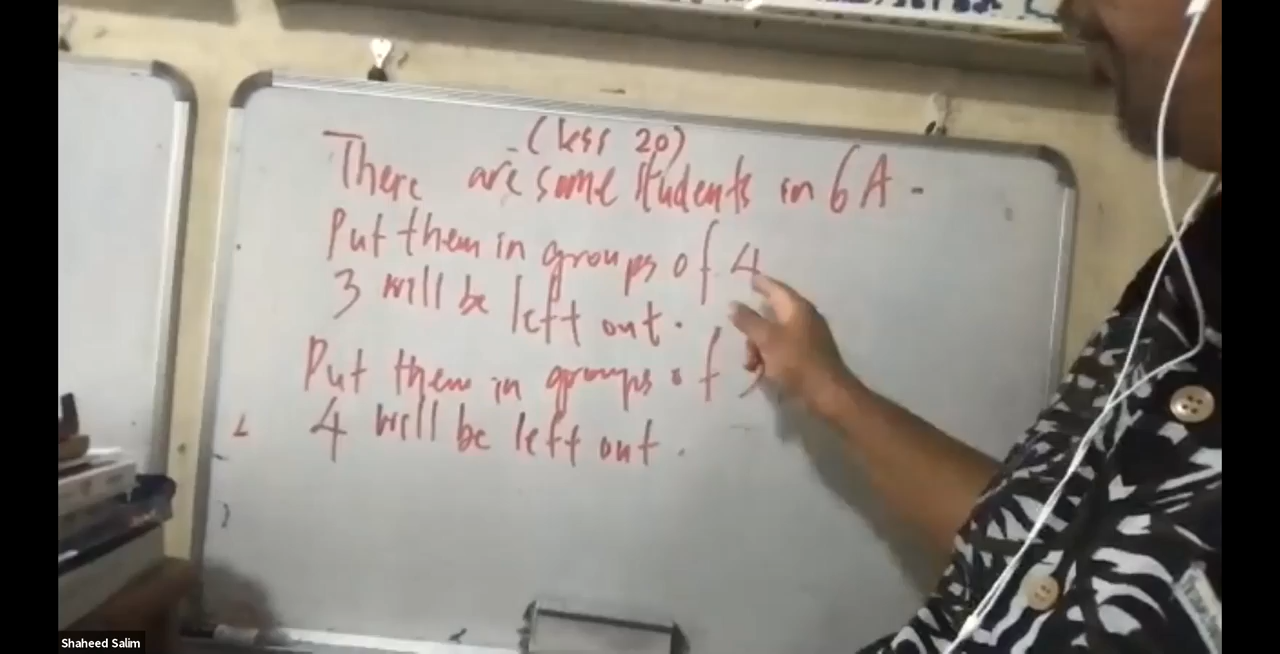 (less 20)
There are some students in 6A.
Put them in groups of 4
3 will be left out.
Put them in groups of
4 will be left out.
Shaheed Salim